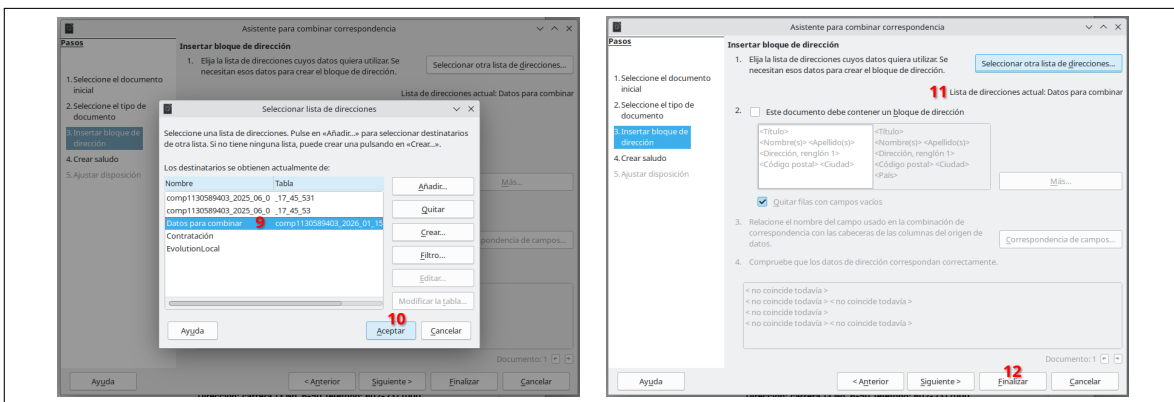 Asistente para combinar correspondencia
Pasos
1. Seleccione el documento
inicial
2. Seleccione el tipo de
documento
3. Insertar bloque de
dirección
4. Crear saludo
5. Ajustar disposición
Insertar bloque de dirección
1. Elija la lista de direcciones cuyos datos quiera utilizar. Se
necesitan esos datos para crear el bloque de dirección.
Seleccionar otra lista de direcciones...
Lista de direcciones actual: Datos para combinar
Más...
pondencia de campos...
Seleccionar lista de direcciones
Seleccione una lista de direcciones. Pulse en «Añadir...» para seleccionar destinatarios
de otra lista. Si no tiene ninguna lista, puede crear una pulsando en «Crear...».
Los destinatarios se obtienen actualmente de:
Nombre Tabla
comp1130589403_2025_06_0 _17_45_531
comp1130589403_2025_06_0 _17_45_53
Datos para combinar 9 comp1130589403_2026_01_15
Contratación
EvolutionLocal
Añadir...
Quitar
Crear...
Filtro...
Editar...
Modificar la tabla...
10
Ayuda Aceptar Cancelar
Documento: 1
Ayuda < Anterior Siguiente > Finalizar Cancelar
Asistente para combinar correspondencia
Pasos
1. Seleccione el documento
inicial
2. Seleccione el tipo de
documento
3. Insertar bloque de
dirección
4. Crear saludo
5. Ajustar disposición
Insertar bloque de dirección
1. Elija la lista de direcciones cuyos datos quiera utilizar. Se
necesitan esos datos para crear el bloque de dirección.
Seleccionar otra lista de direcciones...
11 Lista de direcciones actual: Datos para combinar
2. Este documento debe contener un bloque de dirección
<Título>
<Nombre(s)> <Apellido(s)>
<Dirección, renglón 1>
<Código postal> <Ciudad>
<Título>
<Nombre(s)> <Apellido(s)>
<Dirección, renglón 1>
<Código postal> <Ciudad>
<País>
Más...
Quitar filas con campos vacíos
3. Relacione el nombre del campo usado en la combinación de
correspondencia con las cabeceras de las columnas del origen de
datos.
Correspondencia de campos...
4. Compruebe que los datos de dirección correspondan correctamente.
< no coincide todavía >
< no coincide todavía > < no coincide todavía >
< no coincide todavía >
< no coincide todavía > < no coincide todavía >
Documento: 1
12
Ayuda < Anterior Siguiente > Finalizar Cancelar